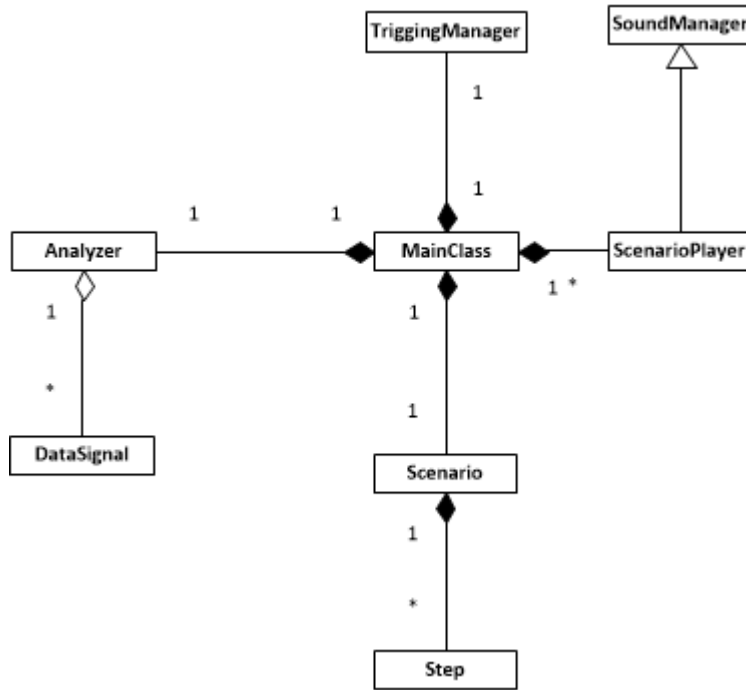 TriggingManager
SoundManager
1
1
1
1
Analyzer
MainClass
ScenarioPlayer
1
1
1 *
*
1
DataSignal
Scenario
1
*
Step